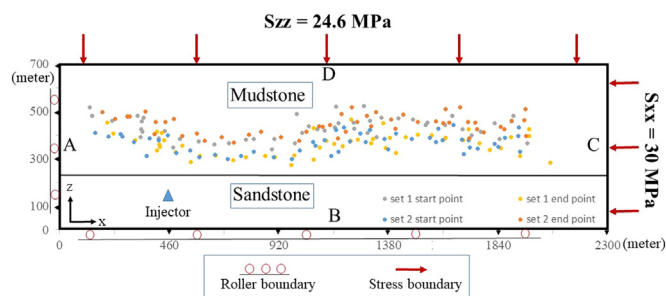 Szz = 24.6 MPa
700
(meter)
500
300
100
0
D
Mudstone
A
C
Sxx = 30 MPa
Sandstone
z
x
Injector
B
set 1 start point
set 1 end point
set 2 start point
set 2 end point
0
460
920
1380
1840
2300 (meter)
Roller boundary
Stress boundary